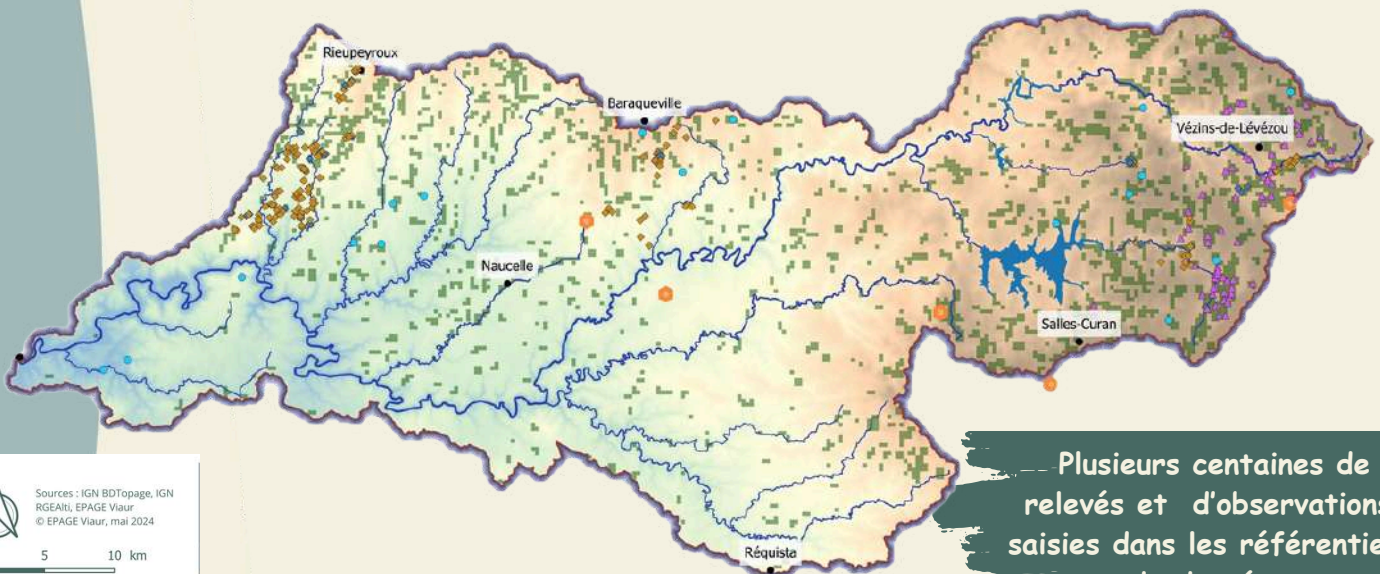 Rieupeyroux
Baraqueville
Vézins-de-Lévézou
Naucelle
Salles-Curan
Réquista
Sources : IGN BDTopage, IGN
RGEAlti, EPAGE Viaur
© EPAGE Viaur, mai 2024
5 10 km
Plusieurs centaines de
relevés et d'observations
saisies dans les